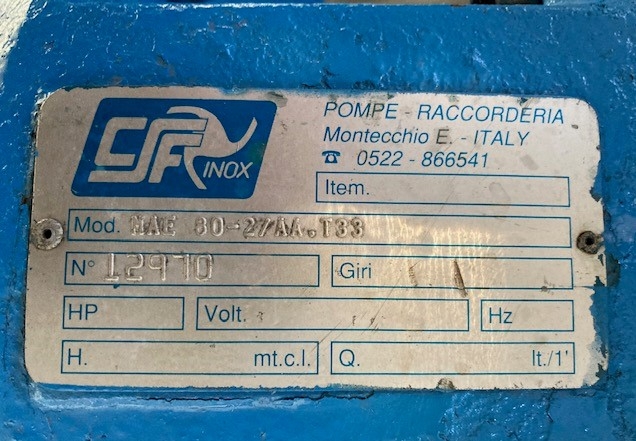 CSF INOX
POMPE - RACCORDERIA
Montecchio E. - ITALY
☎ 0522 - 866541
Item.
Mod. MAE 80-27AA.T33
N° 12970
Giri
HP Volt. Hz
H. mt.c.l. Q. lt./1'